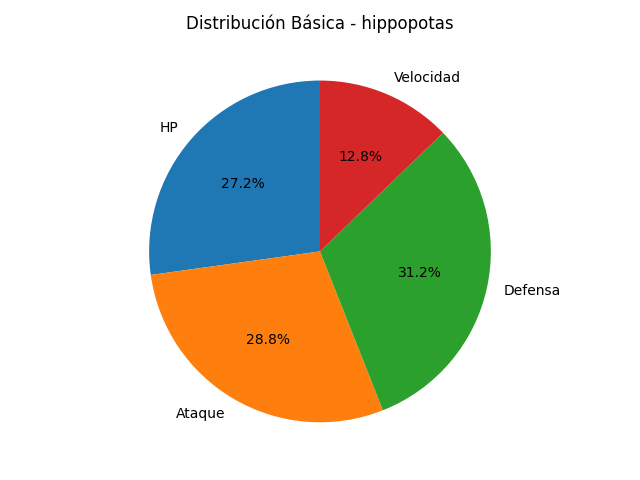 Distribución Básica - hippopotas
Velocidad
HP
12.8%
27.2%
31.2%
Defensa
28.8%
Ataque